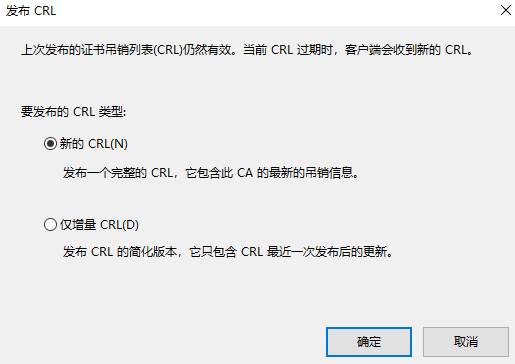 发布 CRL
上次发布的证书吊销列表(CRL)仍然有效。当前 CRL 过期时，客户端会收到新的 CRL。
要发布的 CRL 类型:
新的 CRL(N)
发布一个完整的 CRL，它包含此 CA 的最新的吊销信息。
仅增量 CRL(D)
发布 CRL 的简化版本，它只包含 CRL 最近一次发布后的更新。
确定
取消